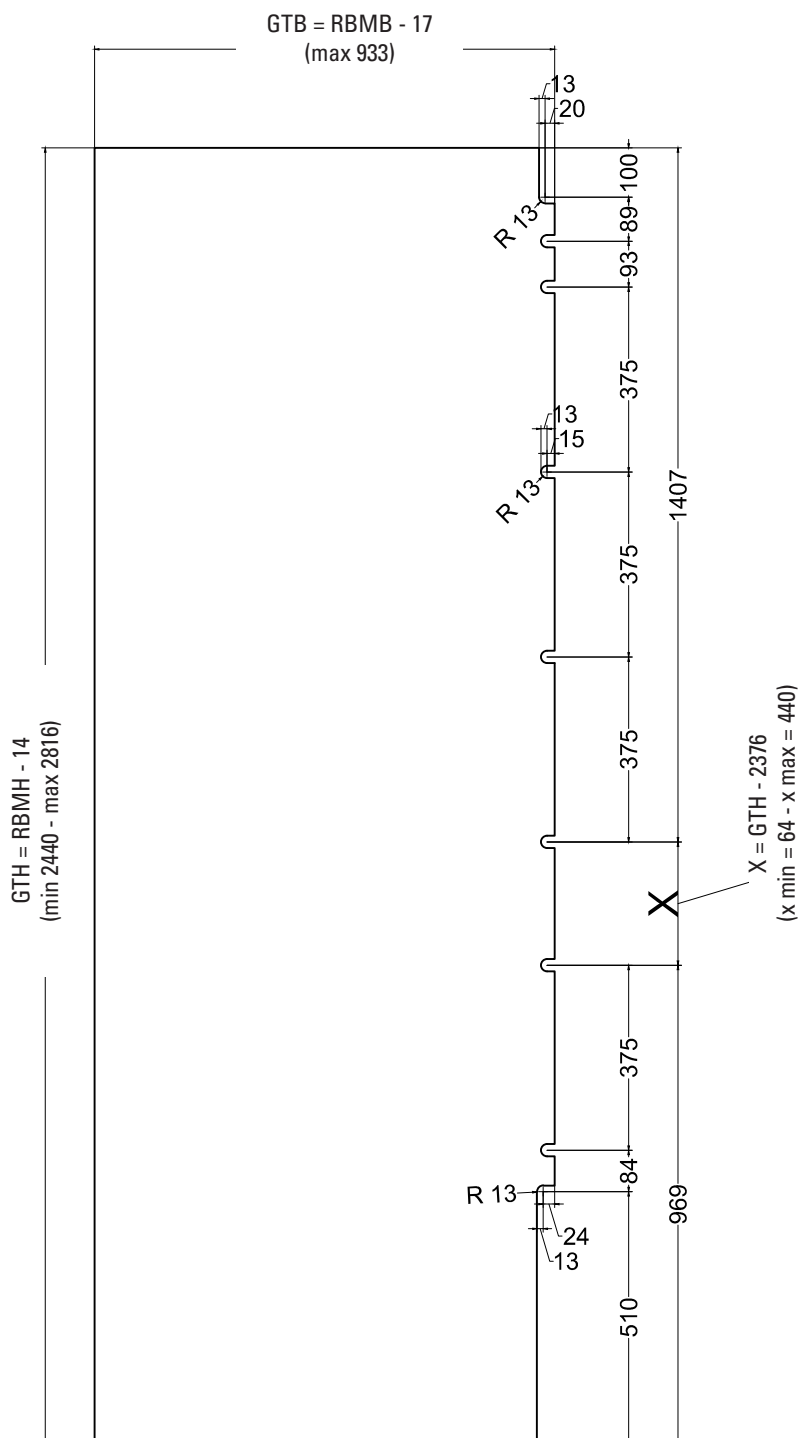 GTB = RBMB - 17
(max 933)
13
20
100
R 13
89
93
375
13
15
R 13
1407
375
375
GTH = RBMH - 14
(min 2440 - max 2816)
X = GTH - 2376
(x min = 64 - x max = 440)
X
375
84
R 13
969
24
13
510